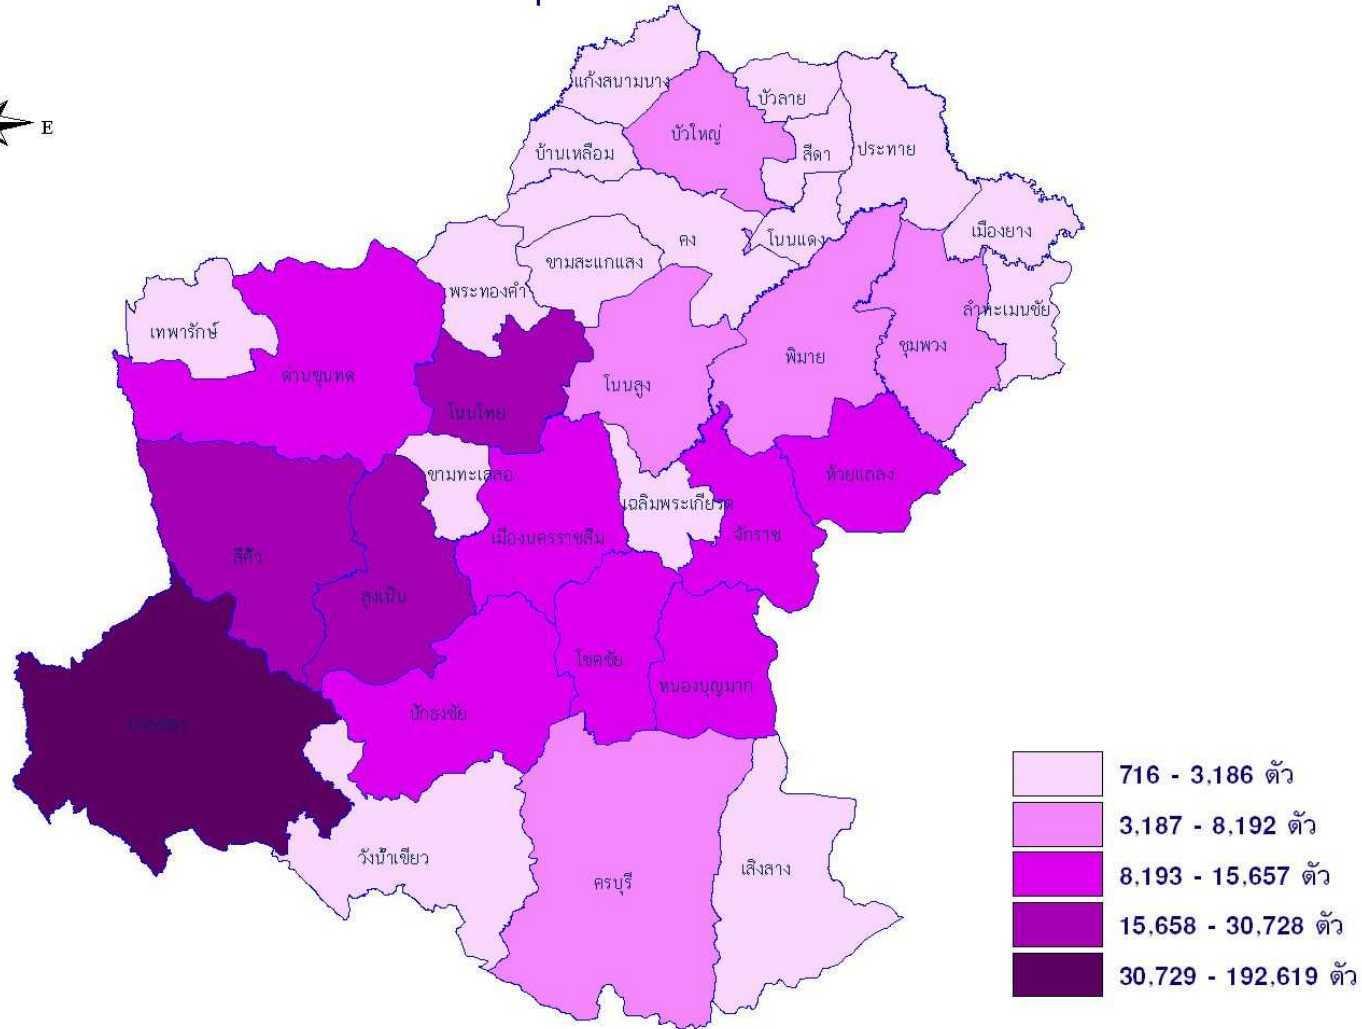 E
แก้งสนามนาง
บัวลาย
บัวใหญ่
บ้านเหลื่อม
สีดา
ประทาย
เมืองยาง
คง
โนนแดง
ขามสะแกแสง
พระทองคำ
ลำทะเมนชัย
เทพารักษ์
ชุมพวง
พิมาย
ด่านขุนทด
โนนสูง
โนนไทย
ขามทะเลสอ
ห้วยแถลง
เฉลิมพระเกียรติ
จักราช
เมืองนครราชสีม
สีคิ้ว
สูงเนิน
โชคชัย
หนองบุญมาก
ปักธงชัย
วังน้ำเขียว
เสิงสาง
ครบุรี
716 - 3,186 ตัว
3,187 - 8,192 ตัว
8,193 - 15,657 ตัว
15,658 - 30,728 ตัว
30,729 - 192,619 ตัว